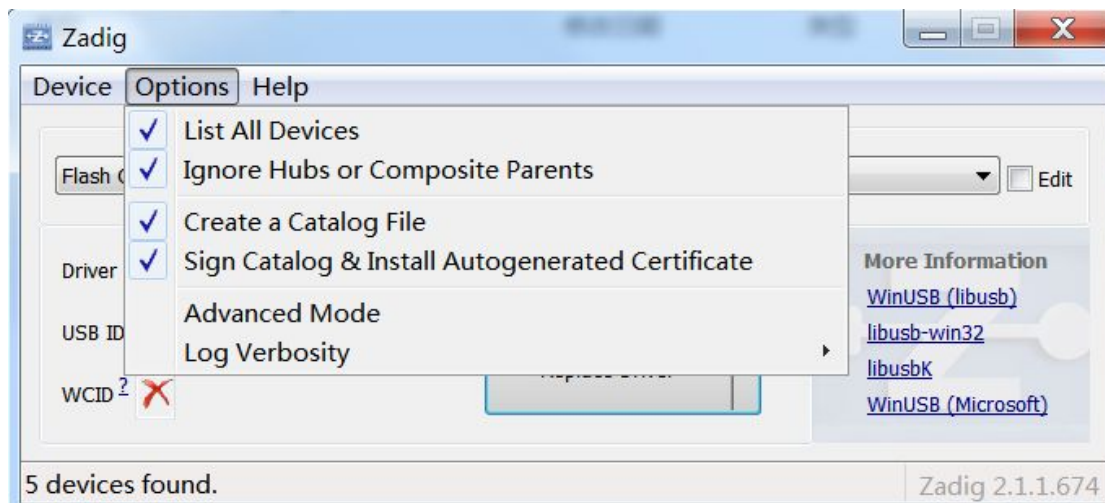 Zadig
Device Options Help
List All Devices
Ignore Hubs or Composite Parents
Flash
Edit
Create a Catalog File
Sign Catalog & Install Autogenerated Certificate
Driver
More Information
WinUSB (libusb)
Advanced Mode
USB ID
libusb-win32
Log Verbosity
libusbK
WCID ?
WinUSB (Microsoft)
5 devices found.
Zadig 2.1.1.674